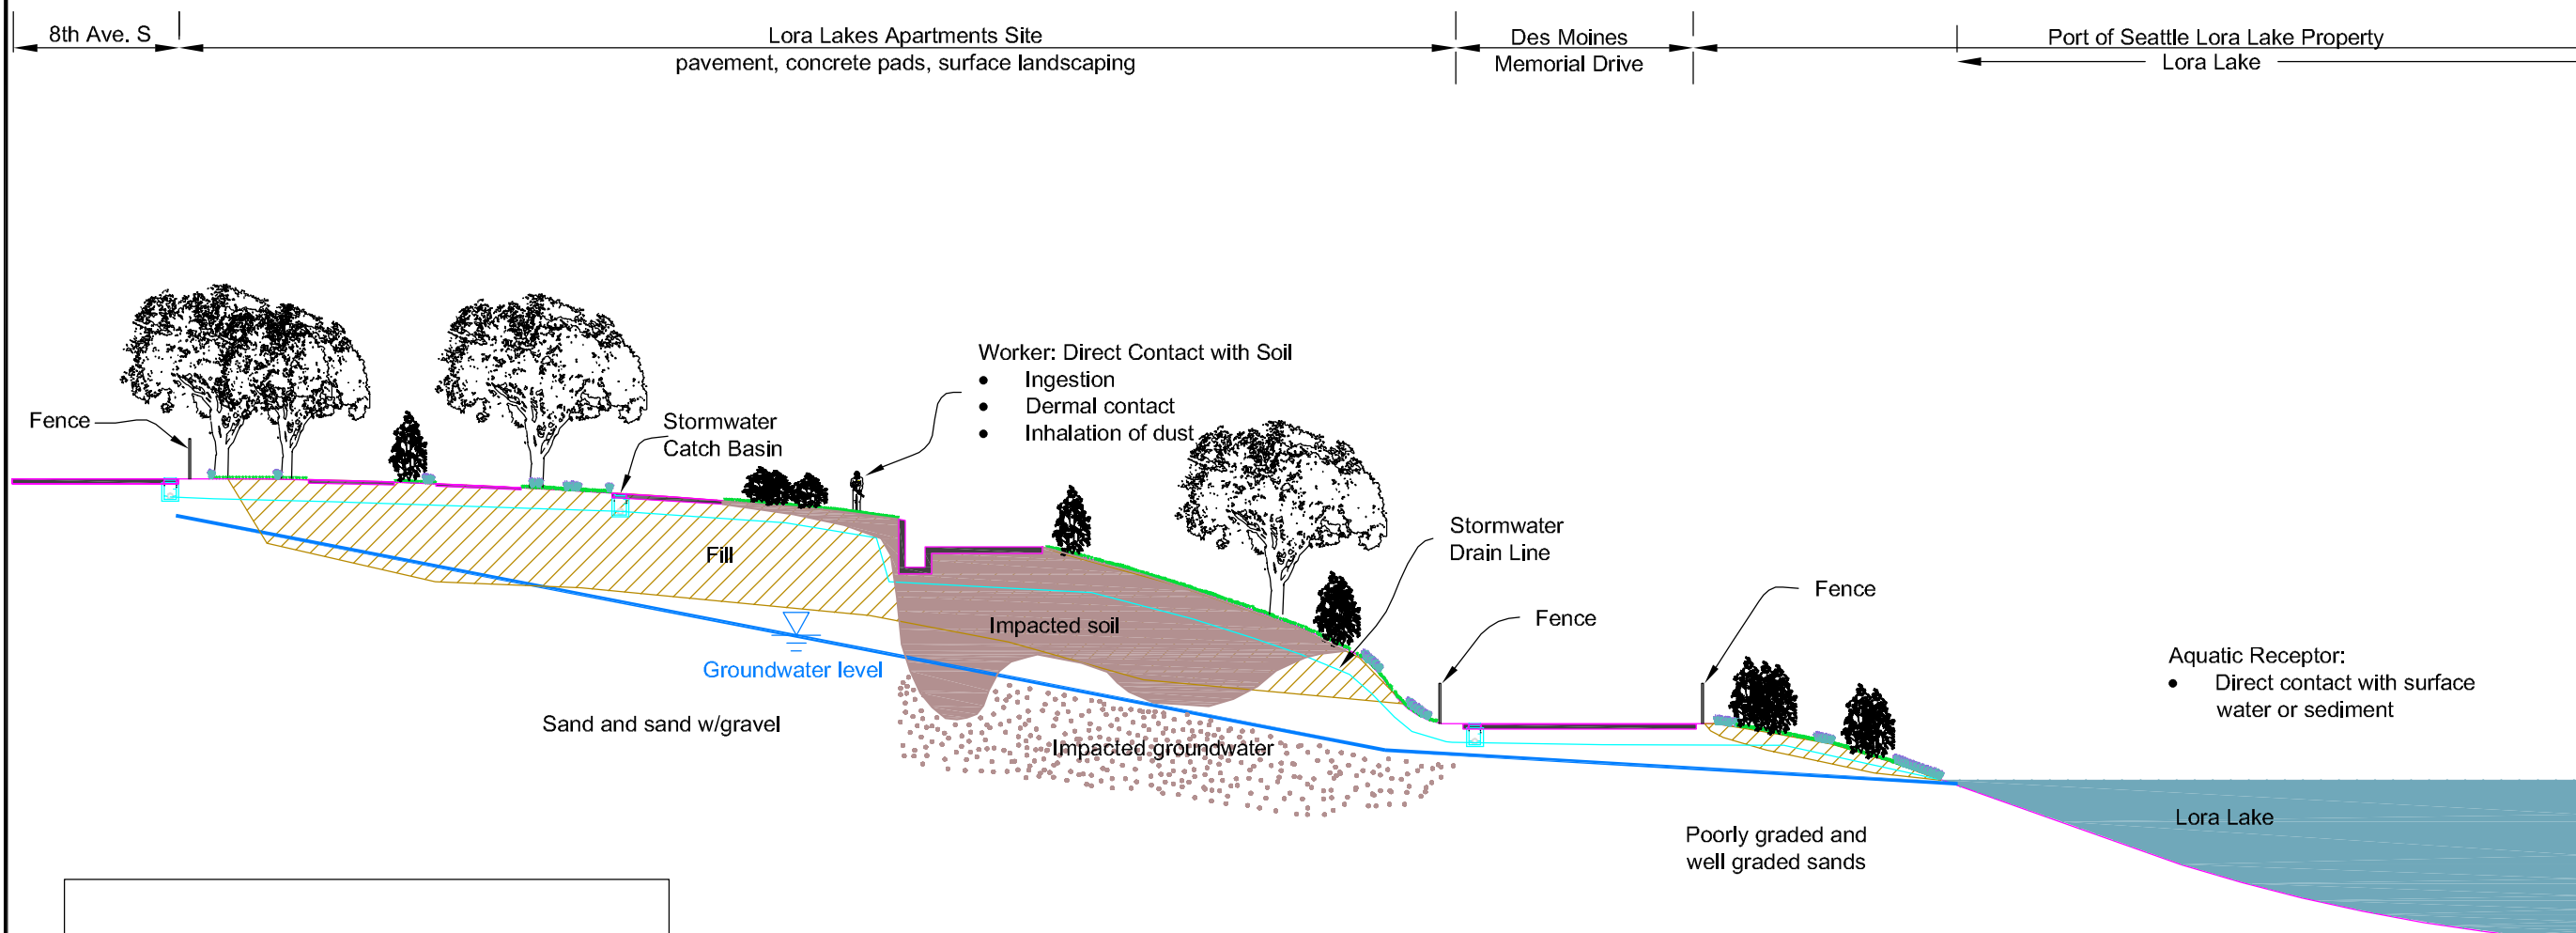 8th Ave. S
Lora Lakes Apartments Site
pavement, concrete pads, surface landscaping
Des Moines
Memorial Drive
Port of Seattle Lora Lake Property
Lora Lake
Worker: Direct Contact with Soil
• Ingestion
• Dermal contact
• Inhalation of dust
Fence
Stormwater
Catch Basin
Stormwater
Drain Line
Fill
Fence
Fence
Impacted soil
Groundwater level
Aquatic Receptor:
• Direct contact with surface
water or sediment
Sand and sand w/gravel
Impacted groundwater
Lora Lake
Poorly graded and
well graded sands